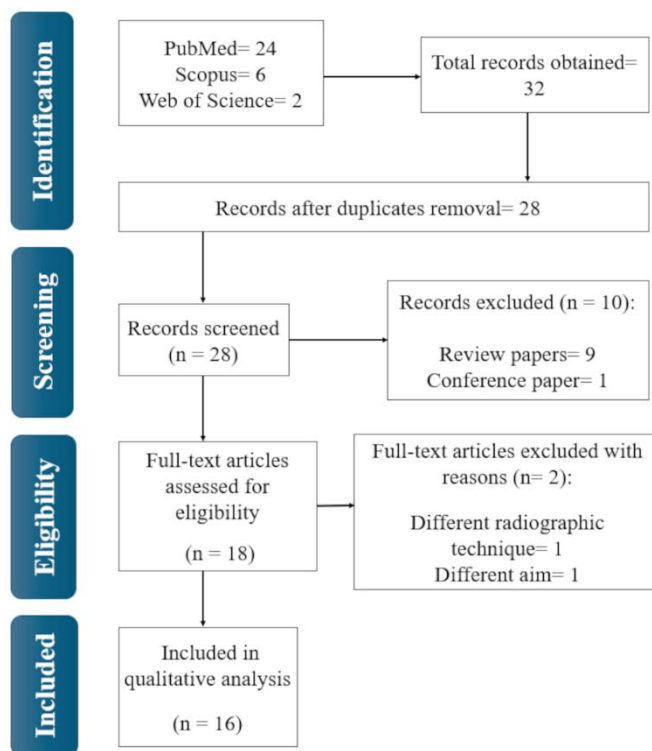 Identification
PubMed= 24
Scopus= 6
Web of Science= 2
Total records obtained=
32
Records after duplicates removal= 28
Screening
Records screened
(n = 28)
Records excluded (n = 10):
Review papers= 9
Conference paper= 1
Eligibility
Full-text articles
assessed for
eligibility
(n = 18)
Full-text articles excluded with
reasons (n= 2):
Different radiographic
technique= 1
Different aim= 1
Included
Included in
qualitative analysis
(n = 16)